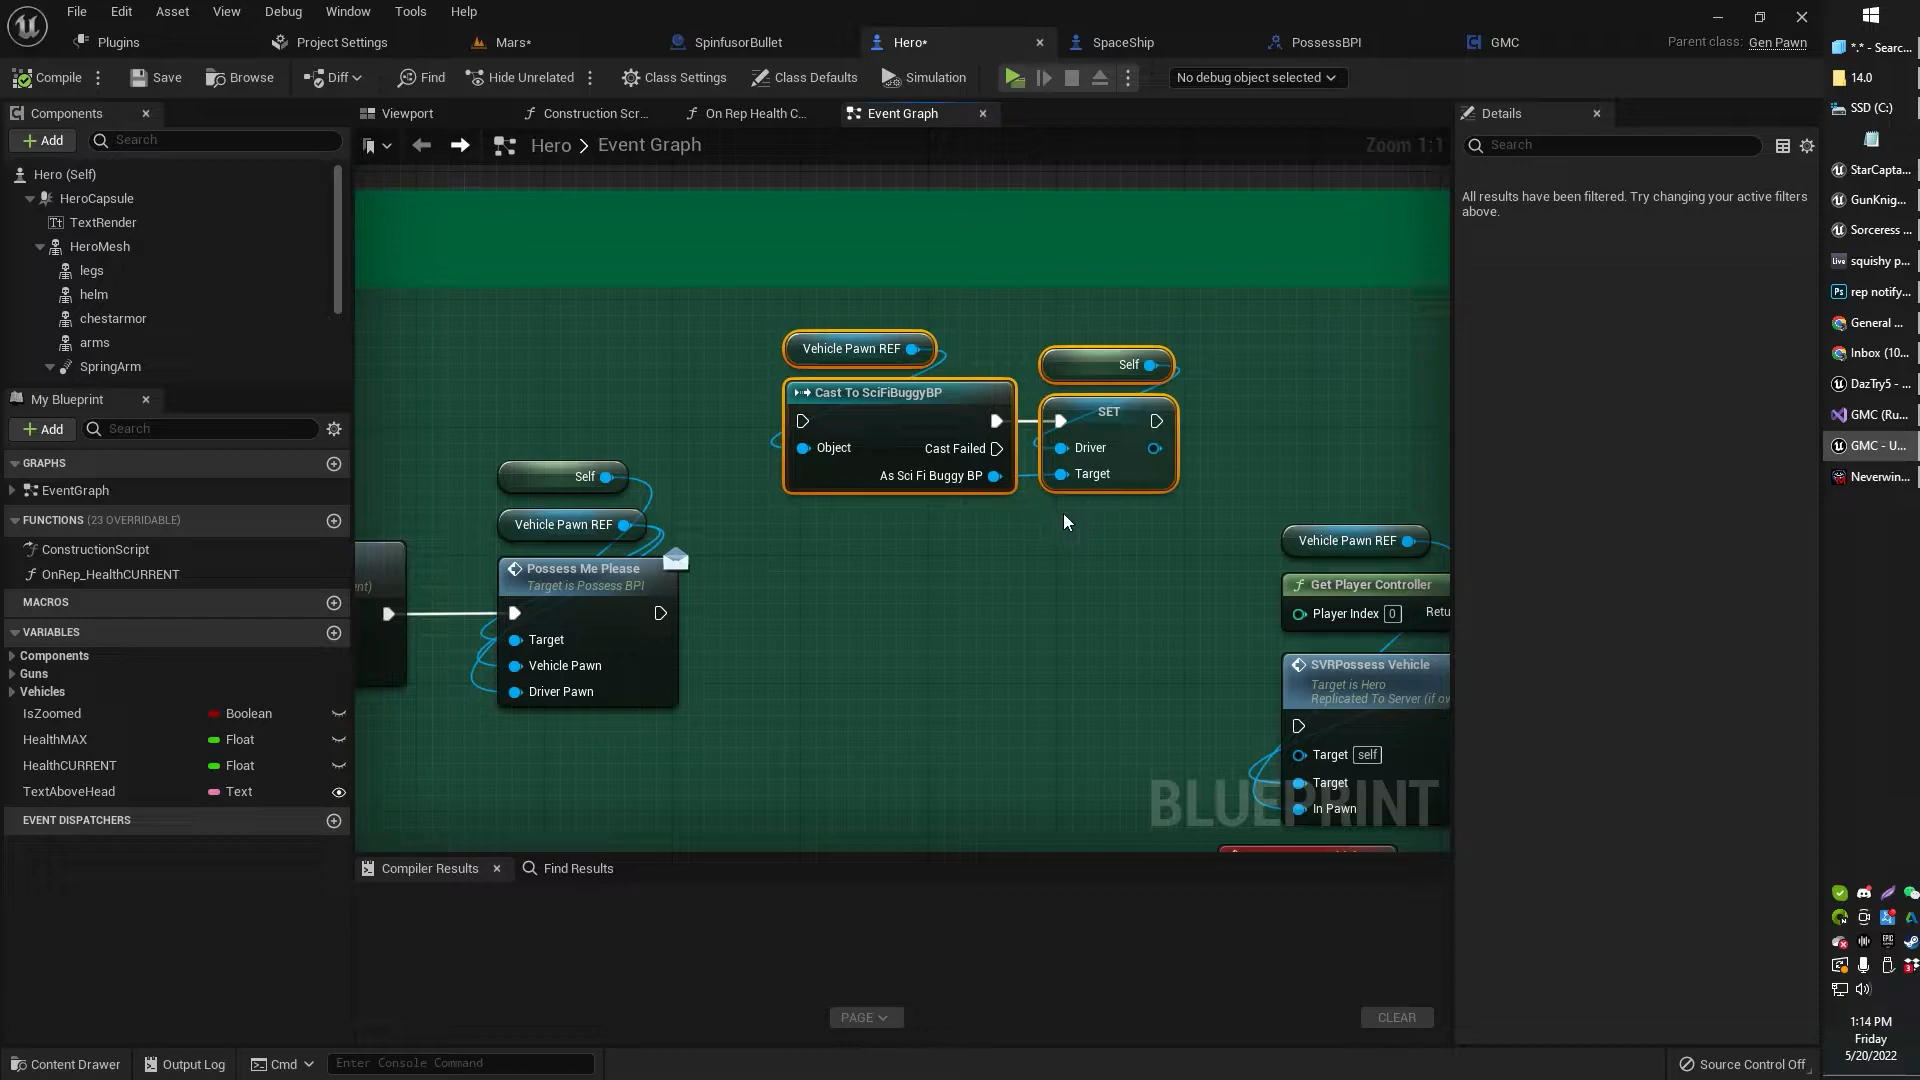 File Edit Asset View Debug Window Tools Help
Plugins Project Settings Mars* SpinfusorBullet Hero* SpaceShip PossessBPI GMC Parent class: Gen Pawn
Compile Save Browse Diff Find Hide Unrelated Class Settings Class Defaults Simulation No debug object selected
Components
Add Search
Hero (Self)
HeroCapsule
TextRender
HeroMesh
legs
helm
chestarmor
arms
SpringArm
My Blueprint
Add Search
GRAPHS
EventGraph
FUNCTIONS (23 OVERRIDABLE)
ConstructionScript
OnRep_HealthCURRENT
MACROS
VARIABLES
Components
Guns
Vehicles
IsZoomed Boolean
HealthMAX Float
HealthCURRENT Float
TextAboveHead Text
EVENT DISPATCHERS
Viewport Construction Scr... On Rep Health C... Event Graph
Hero > Event Graph Zoom 1:1
Vehicle Pawn REF
Self
Cast To SciFiBuggyBP
Object
Cast Failed
As Sci Fi Buggy BP
SET
Driver
Target
Self
Vehicle Pawn REF
Possess Me Please
Target is Possess BPI
Target
Vehicle Pawn
Driver Pawn
nt)
Vehicle Pawn REF
Get Player Controller
Player Index 0 Retu
SVRPossess Vehicle
Target is Hero
Replicated To Server (if ow
Target self
Target
In Pawn
BLUEPRINT
Compiler Results Find Results
PAGE CLEAR
Details
Search
All results have been filtered. Try changing your active filters
above.
Content Drawer Output Log Cmd Enter Console Command Source Control Off
*.* - Searc...
14.0
SSD (C:)
StarCapta...
GunKnig...
Sorceress ...
Live squishy p...
Ps rep notify...
General ...
Inbox (10...
DazTry5 - ...
GMC (Ru...
GMC - U...
Neverwin...
1:14 PM
Friday
5/20/2022